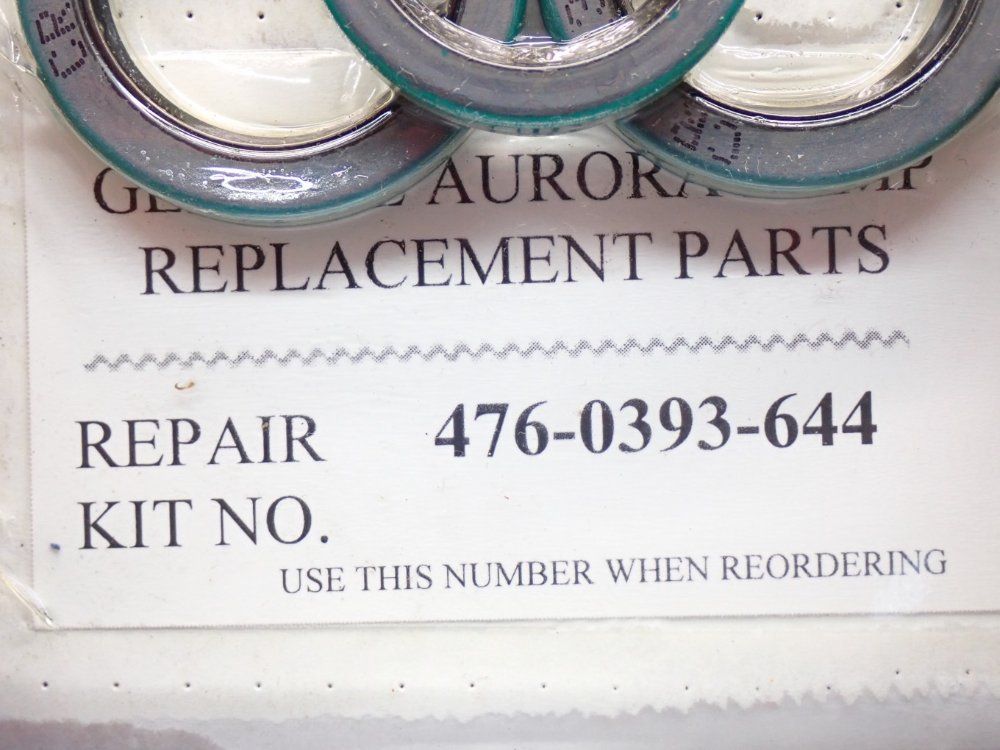 AURORA
REPLACEMENT PARTS
REPAIR 476-0393-644
KIT NO.
USE THIS NUMBER WHEN REORDERING